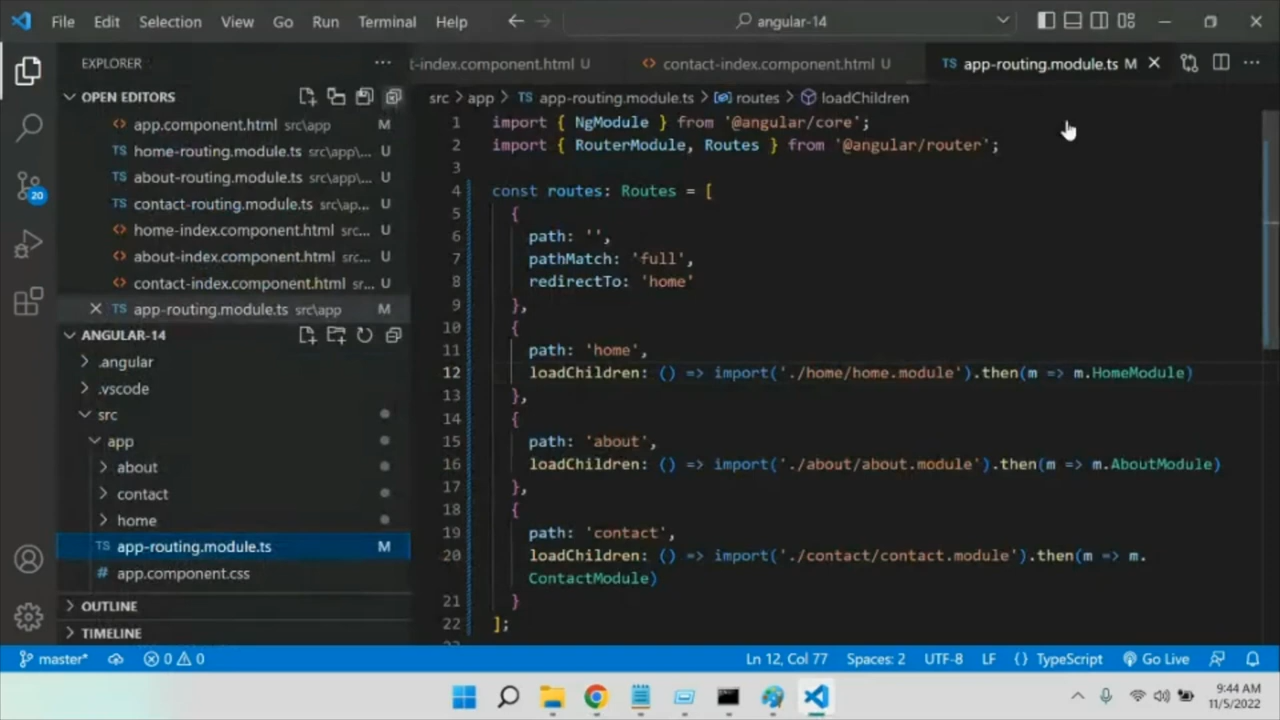 File Edit Selection View Go Run Terminal Help angular-14
EXPLORER
t-index.component.html U contact-index.component.html U TS app-routing.module.ts M
OPEN EDITORS
app.component.html src\app M
TS home-routing.module.ts src\app\... U
TS about-routing.module.ts src\app\... U
TS contact-routing.module.ts src\ap... U
home-index.component.html src... U
about-index.component.html src... U
contact-index.component.html sr... U
TS app-routing.module.ts src\app M
ANGULAR-14
.angular
.vscode
src
app
about
contact
home
TS app-routing.module.ts M
# app.component.css
OUTLINE
TIMELINE
20
src > app > TS app-routing.module.ts > routes > loadChildren
1 import { NgModule } from '@angular/core';
2 import { RouterModule, Routes } from '@angular/router';
3
4 const routes: Routes = [
5 {
6 path: '',
7 pathMatch: 'full',
8 redirectTo: 'home'
9 },
10 {
11 path: 'home',
12 loadChildren: () => import('./home/home.module').then(m => m.HomeModule)
13 },
14 {
15 path: 'about',
16 loadChildren: () => import('./about/about.module').then(m => m.AboutModule)
17 },
18 {
19 path: 'contact',
20 loadChildren: () => import('./contact/contact.module').then(m => m.
ContactModule)
21 }
22 ];
master* 0 0 Ln 12, Col 77 Spaces: 2 UTF-8 LF {} TypeScript Go Live
9:44 AM
11/5/2022